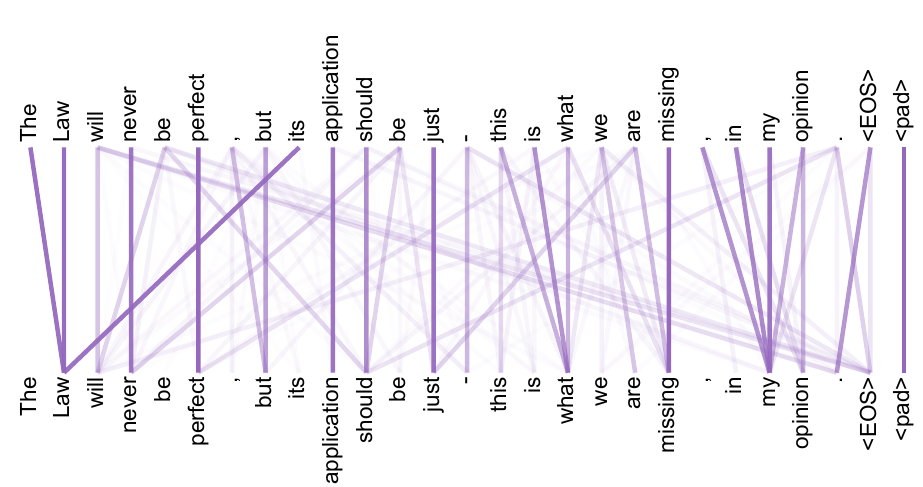 The Law will never be perfect , but its application should be just - this is what we are missing , in my opinion . <EOS> <pad>
The Law will never be perfect , but its application should be just - this is what we are missing , in my opinion . <EOS> <pad>